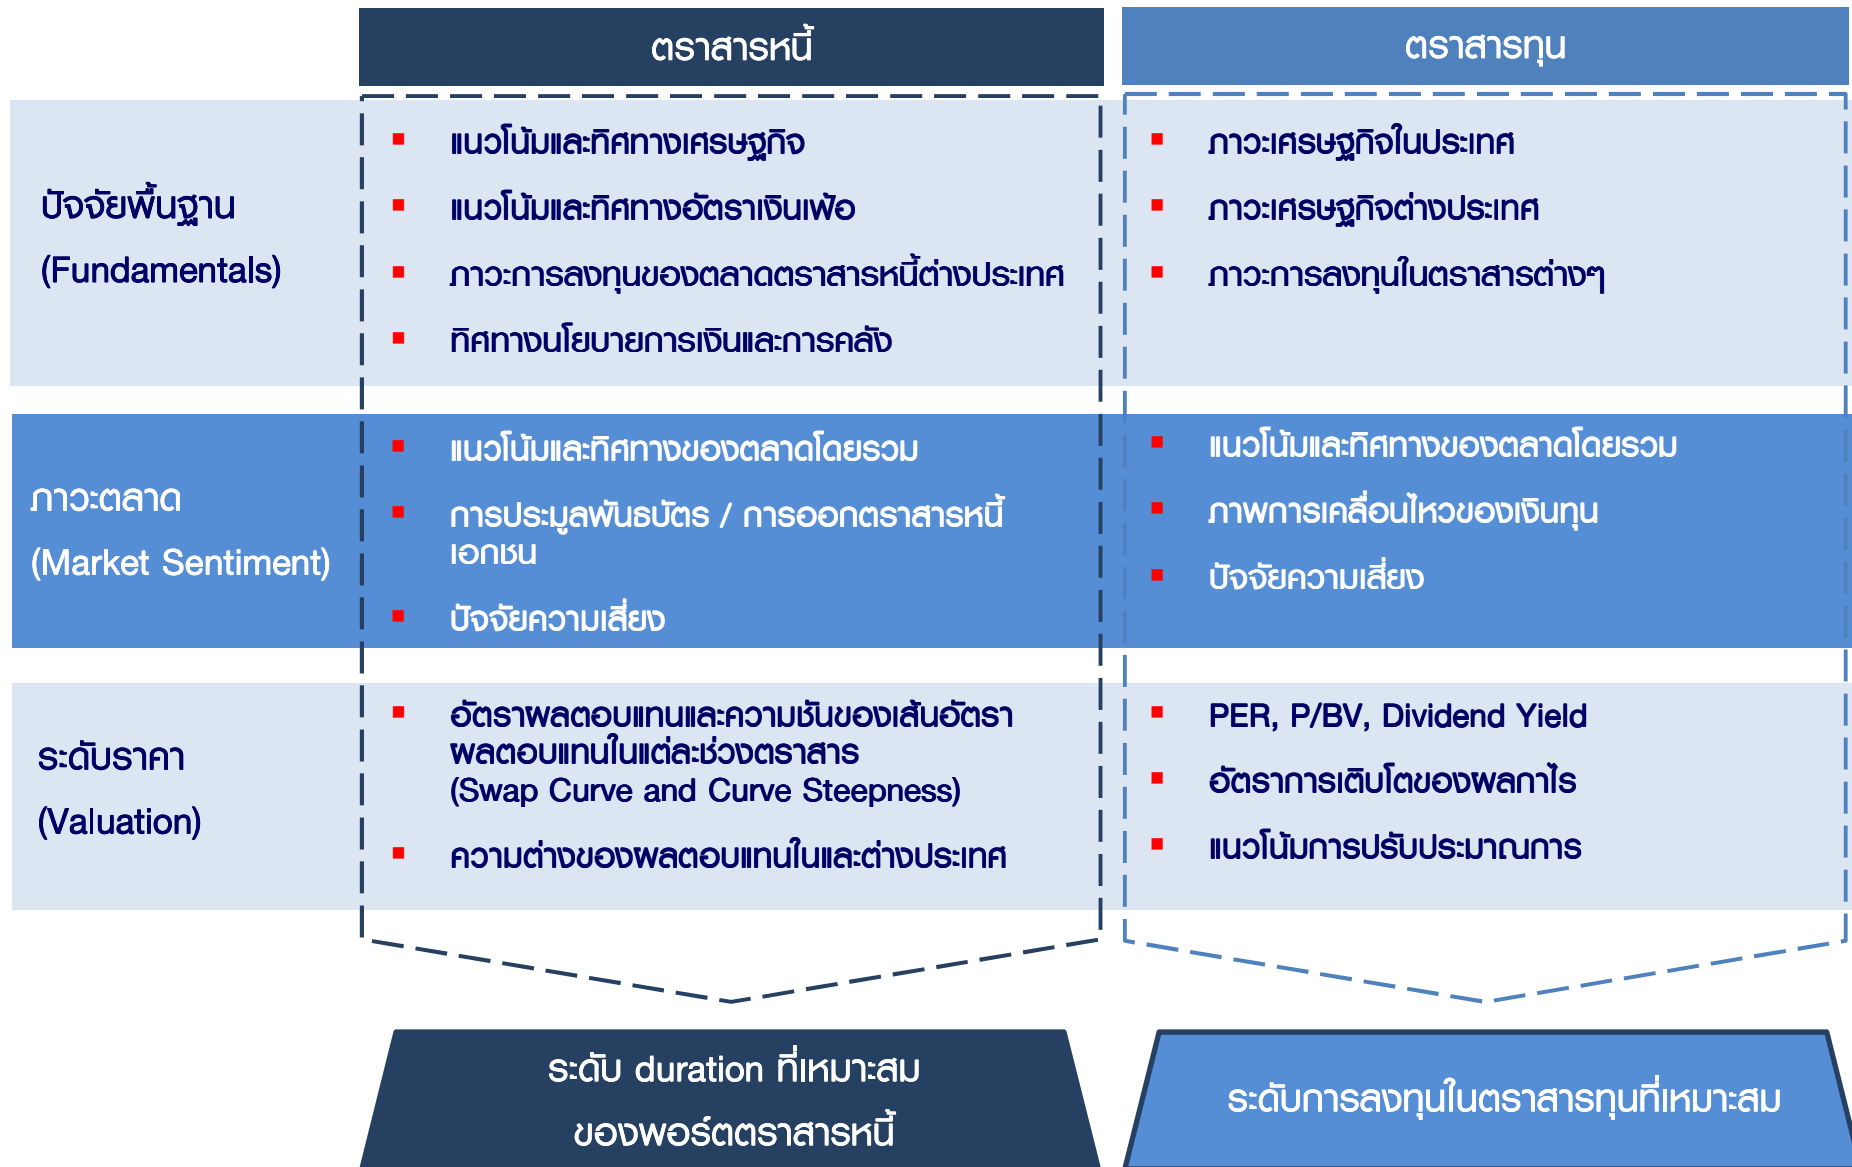 ตราสารหนี้
ตราสารทุน
ปัจจัยพื้นฐาน
(Fundamentals)
แนวโน้มและทิศทางเศรษฐกิจ
แนวโน้มและทิศทางอัตราเงินเฟ้อ
ภาวะการลงทุนของตลาดตราสารหนี้ต่างประเทศ
ทิศทางนโยบายการเงินและการคลัง
ภาวะเศรษฐกิจในประเทศ
ภาวะเศรษฐกิจต่างประเทศ
ภาวะการลงทุนในตราสารต่างๆ
ภาวะตลาด
(Market Sentiment)
แนวโน้มและทิศทางของตลาดโดยรวม
การประมูลพันธบัตร / การออกตราสารหนี้
เอกชน
ปัจจัยความเสี่ยง
แนวโน้มและทิศทางของตลาดโดยรวม
ภาพการเคลื่อนไหวของเงินทุน
ปัจจัยความเสี่ยง
ระดับราคา
(Valuation)
อัตราผลตอบแทนและความชันของเส้นอัตรา
ผลตอบแทนในแต่ละช่วงตราสาร
(Swap Curve and Curve Steepness)
ความต่างของผลตอบแทนในและต่างประเทศ
PER, P/BV, Dividend Yield
อัตราการเติบโตของผลกำไร
แนวโน้มการปรับประมาณการ
ระดับ duration ที่เหมาะสม
ของพอร์ตตราสารหนี้
ระดับการลงทุนในตราสารทุนที่เหมาะสม